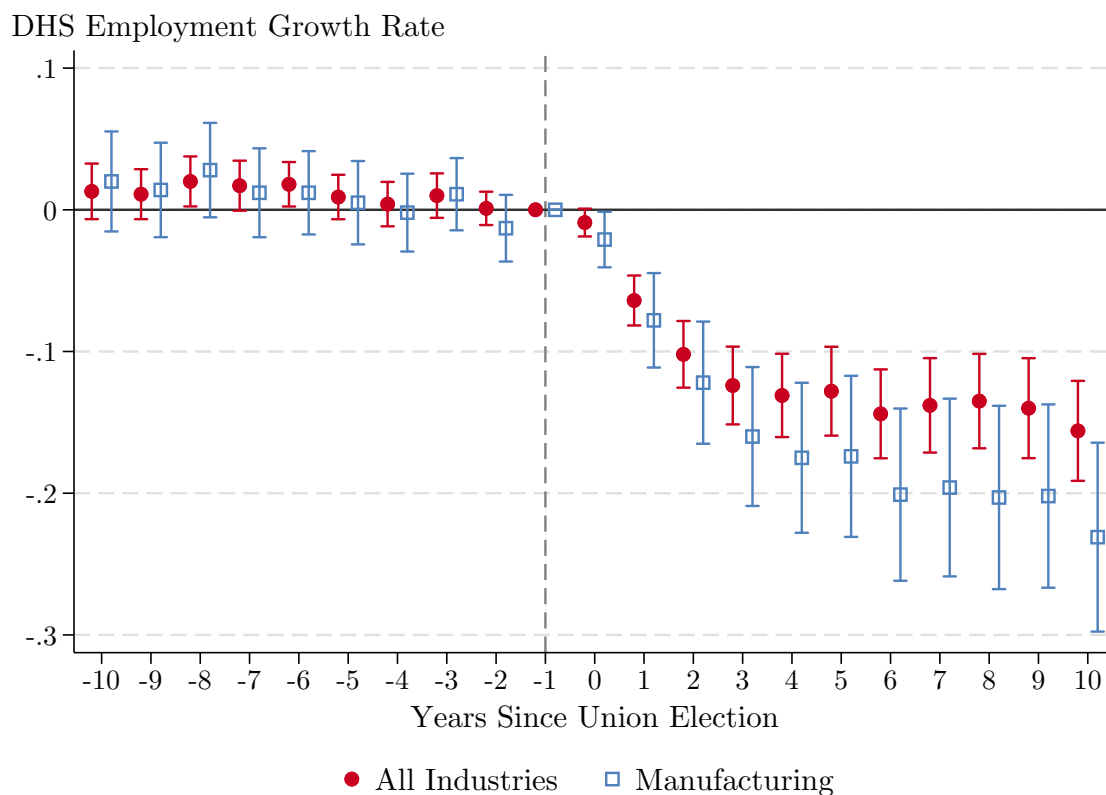 DHS Employment Growth Rate
.1
0
-.1
-.2
-.3
-10 -9 -8 -7 -6 -5 -4 -3 -2 -1 0 1 2 3 4 5 6 7 8 9 10
Years Since Union Election
All Industries Manufacturing